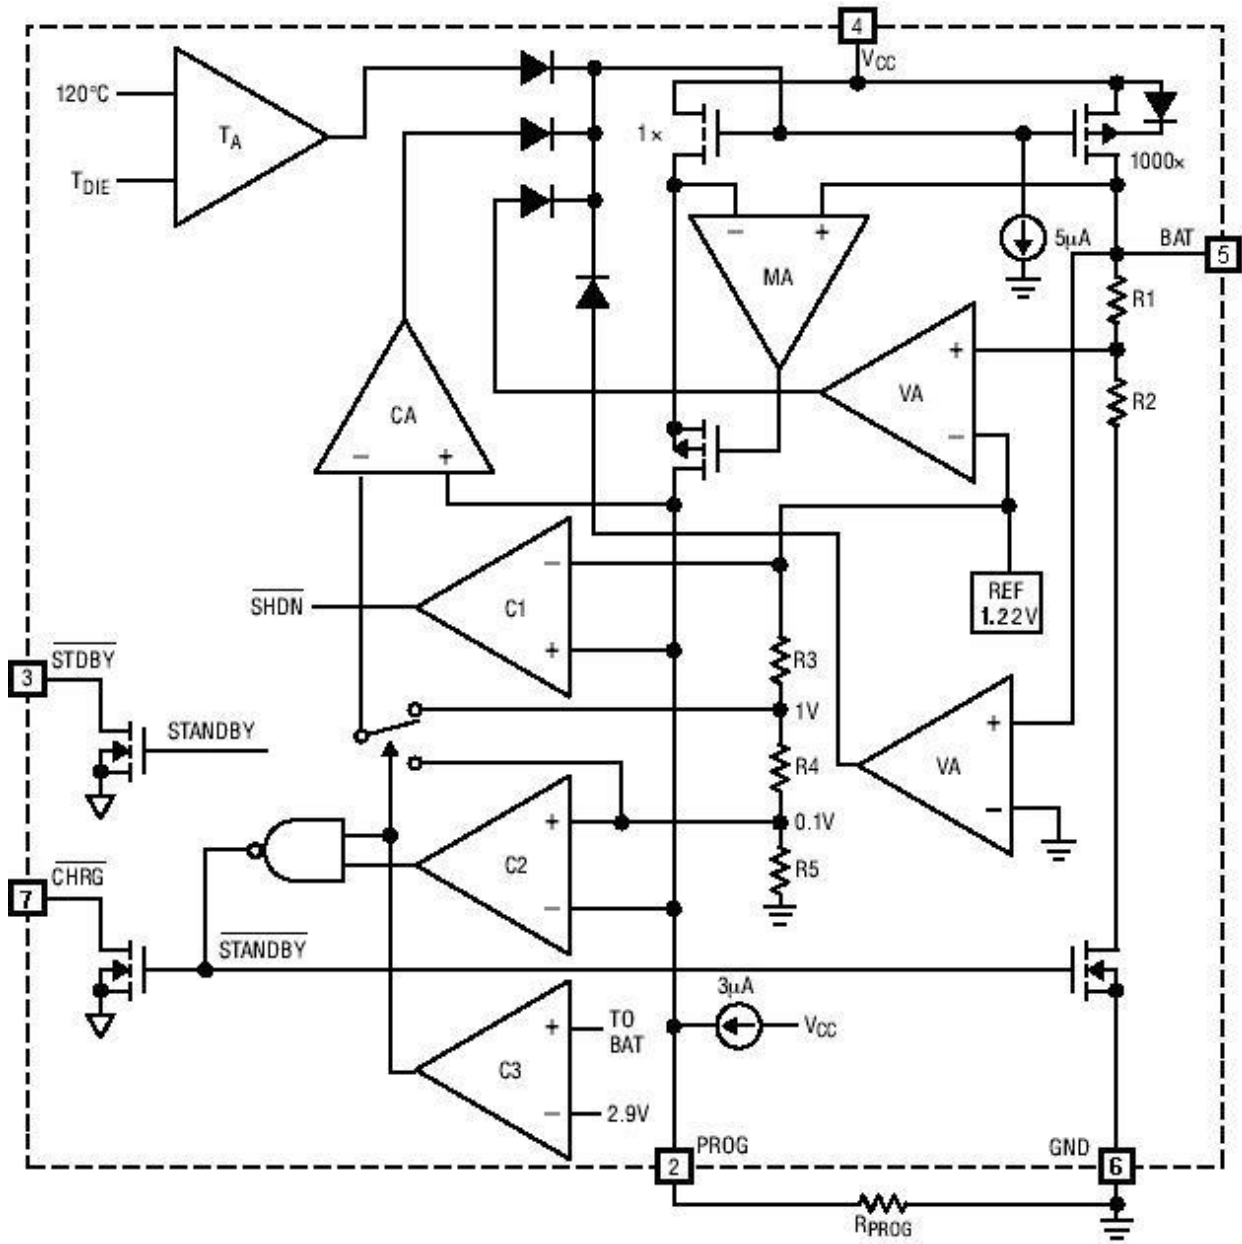 4
VCC
120°C
TA
TDIE
1×
1000×
5µA
BAT
5
− +
MA
R1
+
VA
−
R2
CA
− +
−
C1
+
SHDN
REF
1.22V
R3
3
STDBY
STANDBY
1V
R4
+
VA
−
0.1V
+
C2
−
R5
7
CHRG
STANDBY
3µA
VCC
+
TO
BAT
C3
−
2.9V
PROG
2
GND
6
RPROG